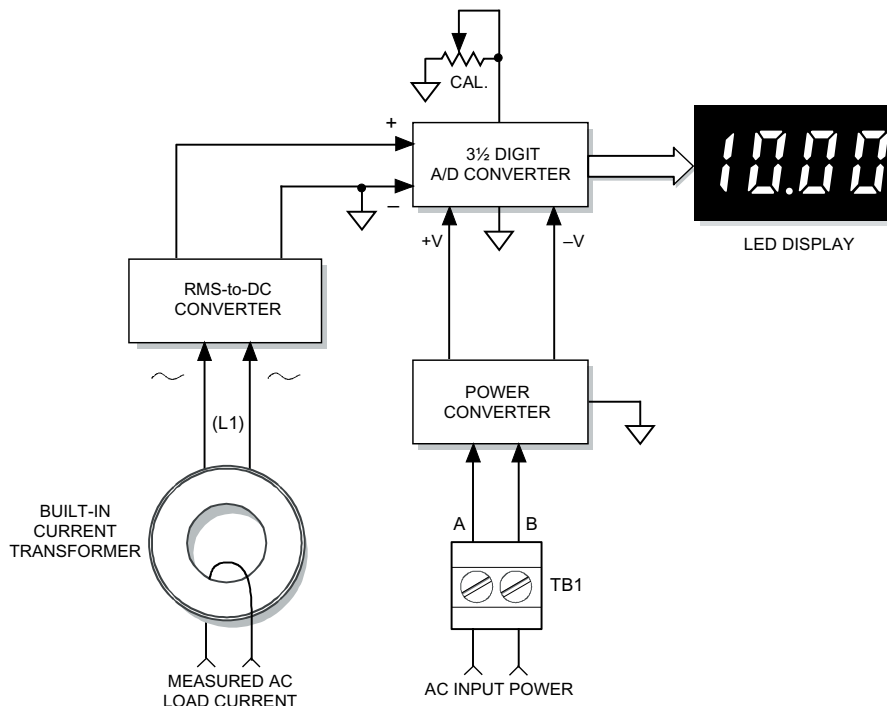 CAL.
+
3½ DIGIT
A/D CONVERTER
–
10.00
LED DISPLAY
+V
–V
RMS-to-DC
CONVERTER
POWER
CONVERTER
(L1)
BUILT-IN
CURRENT
TRANSFORMER
A
B
TB1
MEASURED AC
LOAD CURRENT
AC INPUT POWER